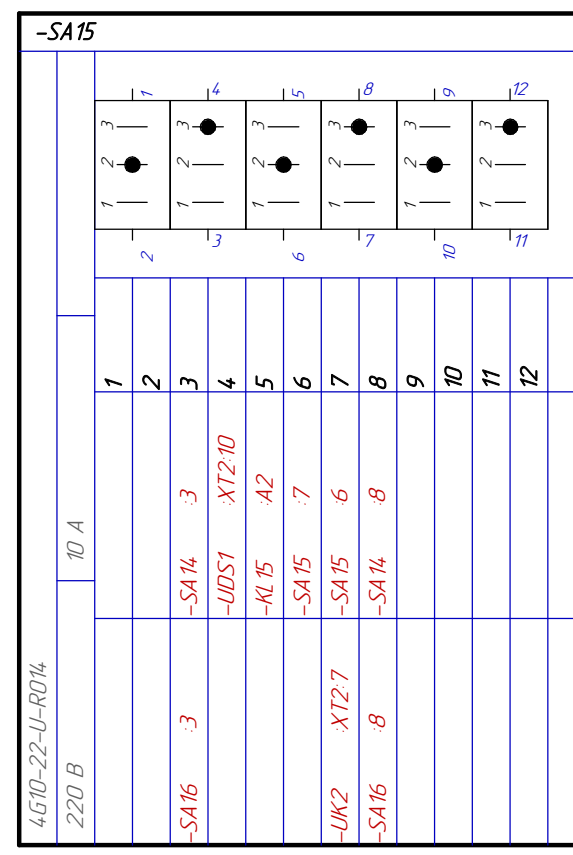 -SA15
4G10-22-U-R014
220 В
10 А
1 4 5 8 9 12
3 3 3 3 3 3
2 2 2 2 2 2
1 1 1 1 1 1
2 3 6 7 10 11
1
2
3 -SA14 :3 -SA16 :3
4 -UDS1 :XT2:10
5 -KL15 :A2
6 -SA15 :7
7 -SA15 :6 -UK2 :XT2:7
8 -SA14 :8 -SA16 :8
9
10
11
12